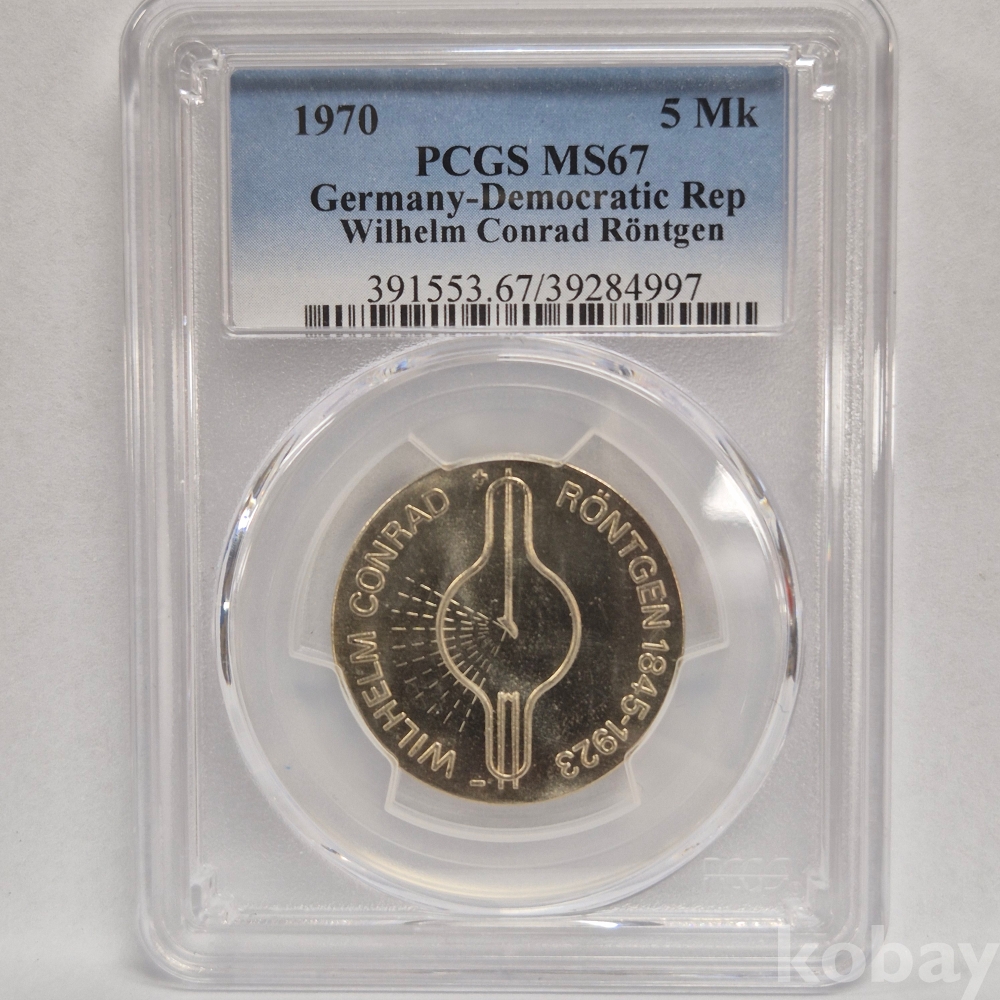 1970 5 Mk
PCGS MS67
Germany-Democratic Rep
Wilhelm Conrad Röntgen
391553.67/39284997
WILHELM CONRAD + RÖNTGEN 1845-1923 -
PCGS
kobay